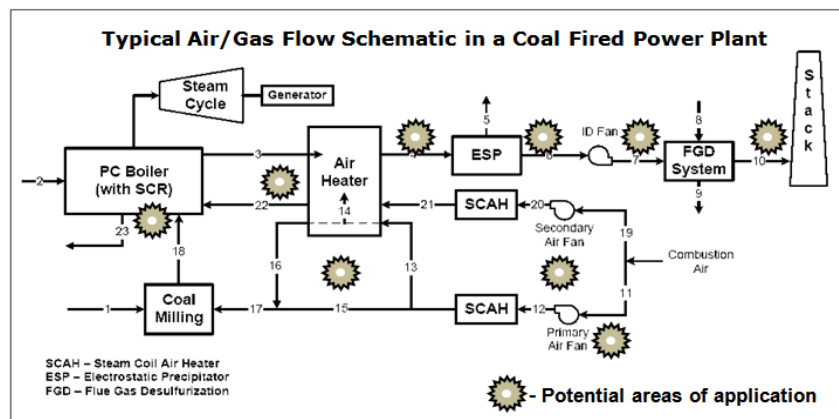 Typical Air/Gas Flow Schematic in a Coal Fired Power Plant
Steam
Cycle
Generator
Stack
2
PC Boiler
(with SCR)
3
Air
Heater
4
5
ESP
6
ID Fan
7
8
FGD
System
9
10
22
14
21
SCAH
20
Secondary
Air Fan
19
Combustion
Air
23
18
16
13
11
1
Coal
Milling
17
15
SCAH
12
Primary
Air Fan
SCAH – Steam Coil Air Heater
ESP – Electrostatic Precipitator
FGD – Flue Gas Desulfurization
- Potential areas of application